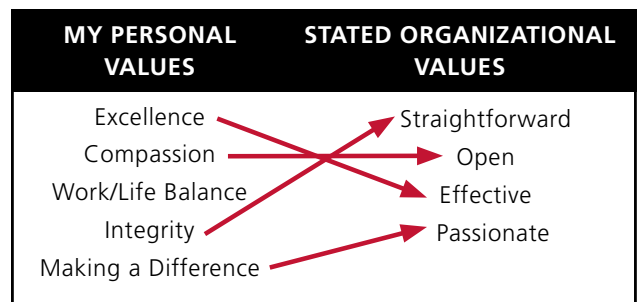 MY PERSONAL
VALUES
STATED ORGANIZATIONAL
VALUES
Excellence
Compassion
Work/Life Balance
Integrity
Making a Difference
Straightforward
Open
Effective
Passionate